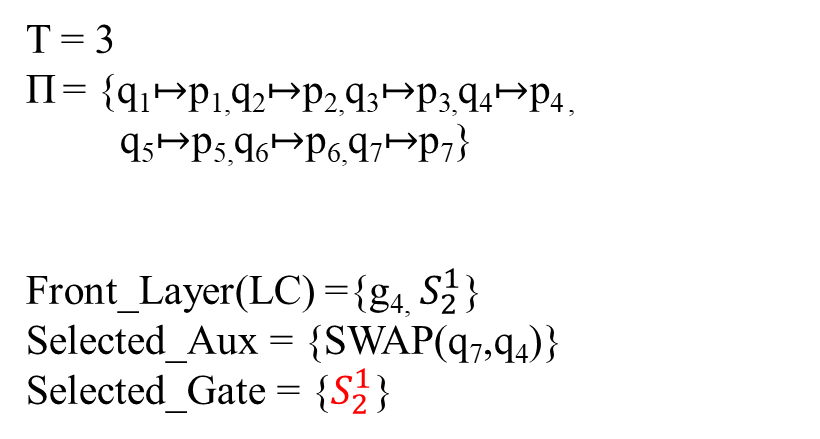 T = 3
Π = {q₁↦p₁,q₂↦p₂,q₃↦p₃,q₄↦p₄,
q₅↦p₅,q₆↦p₆,q₇↦p₇}
Front_Layer(LC) ={g₄, S₂¹}
Selected_Aux = {SWAP(q₇,q₄)}
Selected_Gate = {S₂¹}